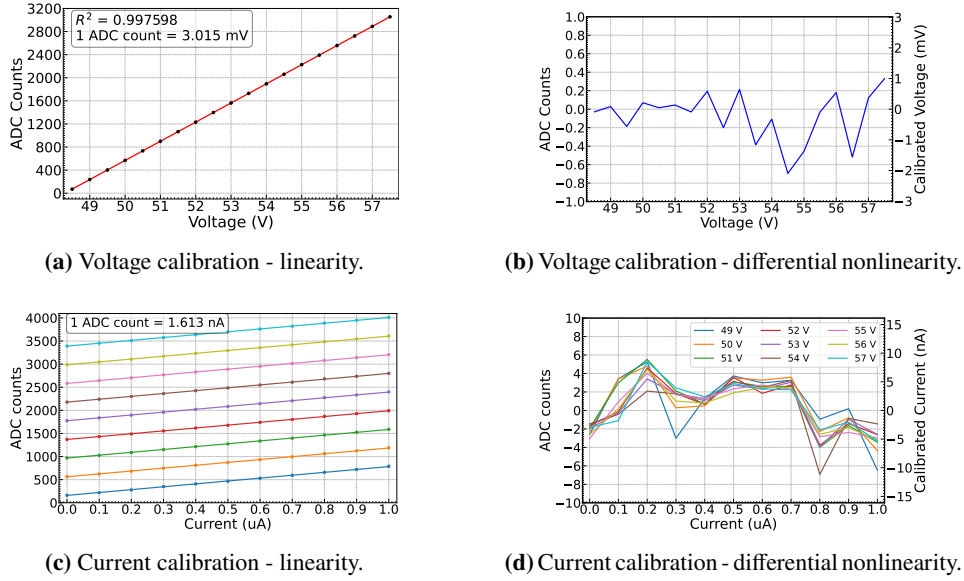 R² = 0.997598
1 ADC count = 3.015 mV
ADC Counts
3200
2800
2400
2000
1600
1200
800
400
0
49 50 51 52 53 54 55 56 57
Voltage (V)
(a) Voltage calibration - linearity.
ADC Counts
1.0
0.8
0.6
0.4
0.2
0.0
−0.2
−0.4
−0.6
−0.8
−1.0
49 50 51 52 53 54 55 56 57
Voltage (V)
3
2
1
0
−1
−2
−3
Calibrated Voltage (mV)
(b) Voltage calibration - differential nonlinearity.
1 ADC count = 1.613 nA
ADC counts
4000
3500
3000
2500
2000
1500
1000
500
0
0.0 0.1 0.2 0.3 0.4 0.5 0.6 0.7 0.8 0.9 1.0
Current (uA)
(c) Current calibration - linearity.
ADC counts
10
8
6
4
2
0
−2
−4
−6
−8
−10
49 V 52 V 55 V
50 V 53 V 56 V
51 V 54 V 57 V
0.0 0.1 0.2 0.3 0.4 0.5 0.6 0.7 0.8 0.9 1.0
Current (uA)
15
10
5
0
−5
−10
−15
Calibrated Current (nA)
(d) Current calibration - differential nonlinearity.